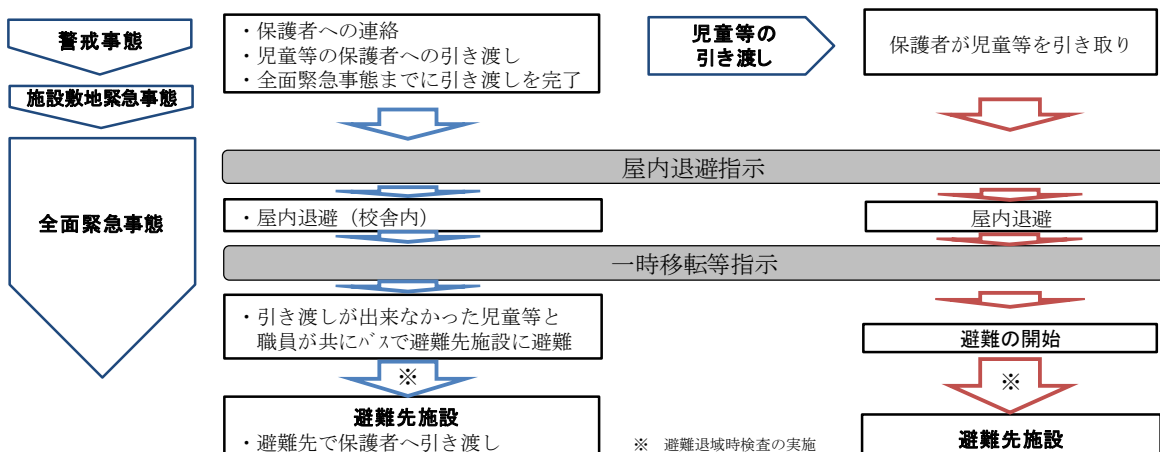 警戒事態
施設敷地緊急事態
全面緊急事態
・保護者への連絡
・児童等の保護者への引き渡し
・全面緊急事態までに引き渡しを完了
児童等の
引き渡し
保護者が児童等を引き取り
屋内退避指示
・屋内退避（校舎内）
屋内退避
一時移転等指示
・引き渡しが出来なかった児童等と
職員が共にﾊﾞｽで避難先施設に避難
避難の開始
※
※
避難先施設
・避難先で保護者へ引き渡し
※　避難退域時検査の実施
避難先施設